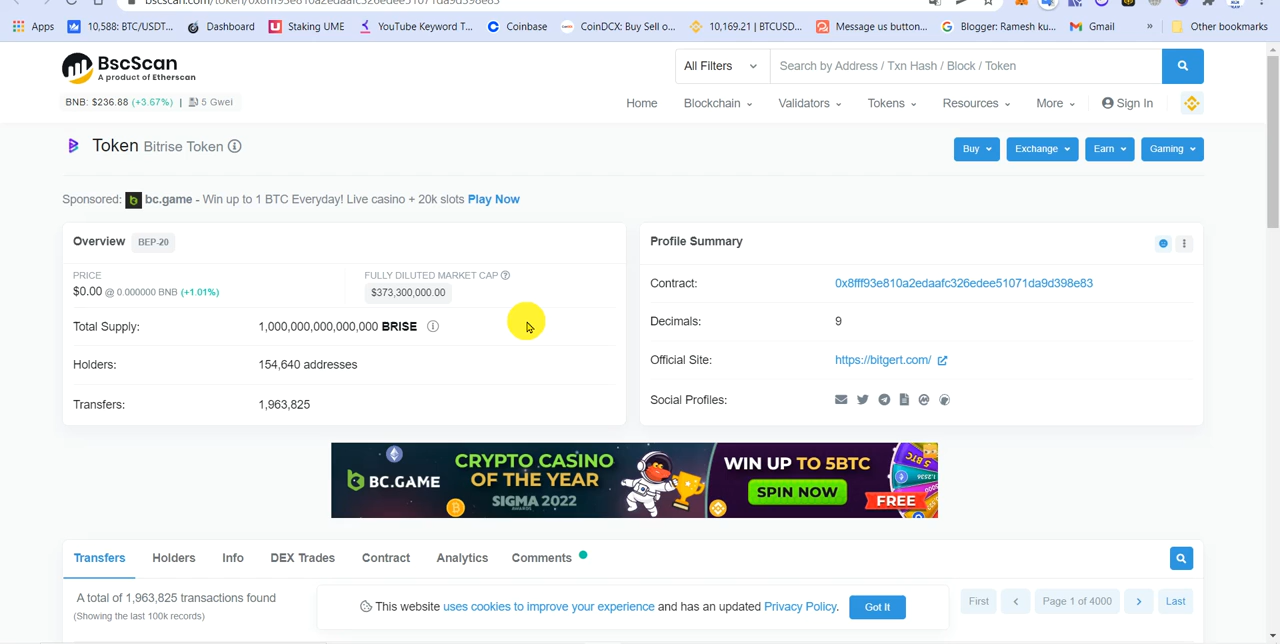 bscscan.com/token/0x8fff93e810a2edaafc326edee51071da9d398e83
Apps 10,588: BTC/USDT... Dashboard Staking UME YouTube Keyword T... Coinbase CoinDCX: Buy Sell o... 10,169.21 | BTCUSD... Message us button... Blogger: Ramesh ku... Gmail » Other bookmarks
BscScan
A product of Etherscan
All Filters Search by Address / Txn Hash / Block / Token
BNB: $236.88 (+3.67%) | 5 Gwei
Home Blockchain Validators Tokens Resources More Sign In
Token Bitrise Token
Buy Exchange Earn Gaming
Sponsored: bc.game - Win up to 1 BTC Everyday! Live casino + 20k slots Play Now
Overview BEP-20
PRICE
$0.00 @ 0.000000 BNB (+1.01%)
FULLY DILUTED MARKET CAP
$373,300,000.00
Total Supply: 1,000,000,000,000,000 BRISE
Holders: 154,640 addresses
Transfers: 1,963,825
Profile Summary
Contract: 0x8fff93e810a2edaafc326edee51071da9d398e83
Decimals: 9
Official Site: https://bitgert.com/
Social Profiles:
BC.GAME
CRYPTO CASINO
OF THE YEAR
SIGMA 2022
AWARDS
WIN UP TO 5BTC
SPIN NOW
FREE
Transfers Holders Info DEX Trades Contract Analytics Comments
A total of 1,963,825 transactions found
(Showing the last 100k records)
This website uses cookies to improve your experience and has an updated Privacy Policy. Got It
First Page 1 of 4000 Last